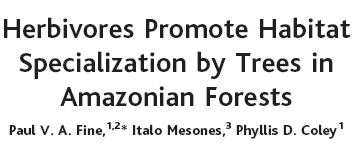 Herbivores Promote Habitat
Specialization by Trees in
Amazonian Forests
Paul V. A. Fine,1,2* Italo Mesones,3 Phyllis D. Coley1